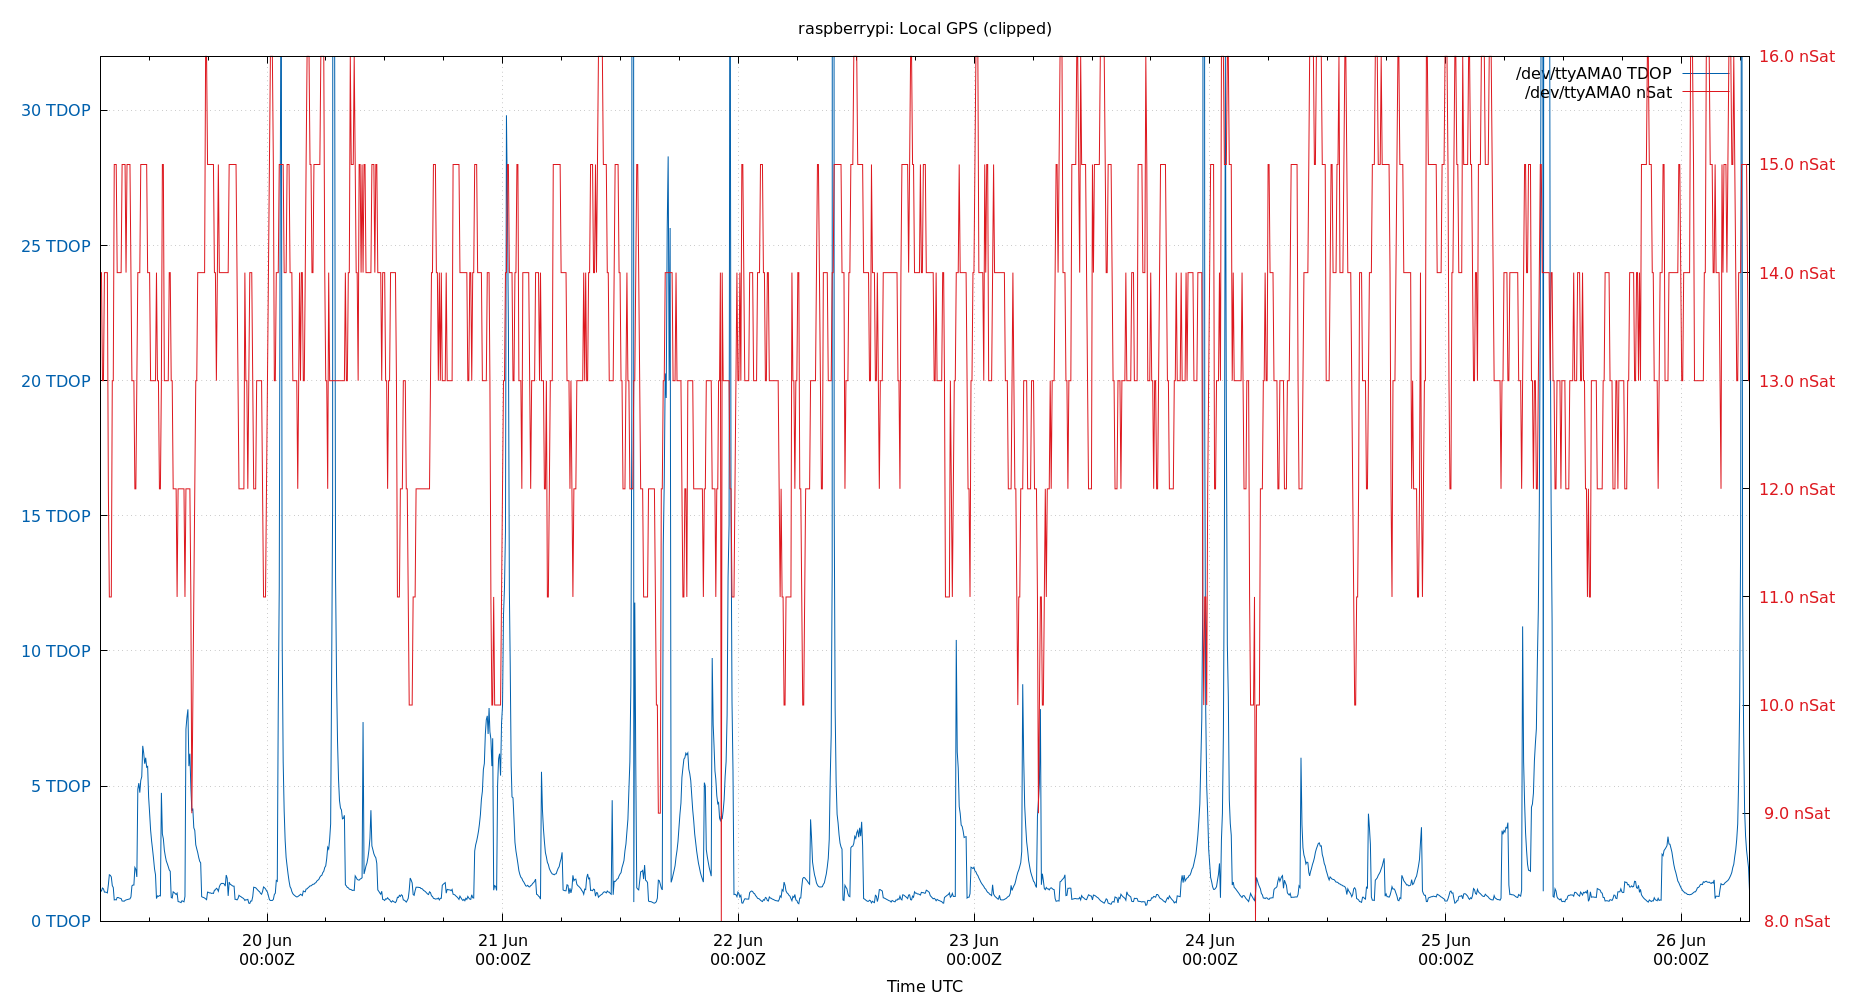 raspberrypi: Local GPS (clipped)
/dev/ttyAMA0 TDOP
/dev/ttyAMA0 nSat
30 TDOP
25 TDOP
20 TDOP
15 TDOP
10 TDOP
5 TDOP
0 TDOP
16.0 nSat
15.0 nSat
14.0 nSat
13.0 nSat
12.0 nSat
11.0 nSat
10.0 nSat
9.0 nSat
8.0 nSat
20 Jun
00:00Z
21 Jun
00:00Z
22 Jun
00:00Z
23 Jun
00:00Z
24 Jun
00:00Z
25 Jun
00:00Z
26 Jun
00:00Z
Time UTC